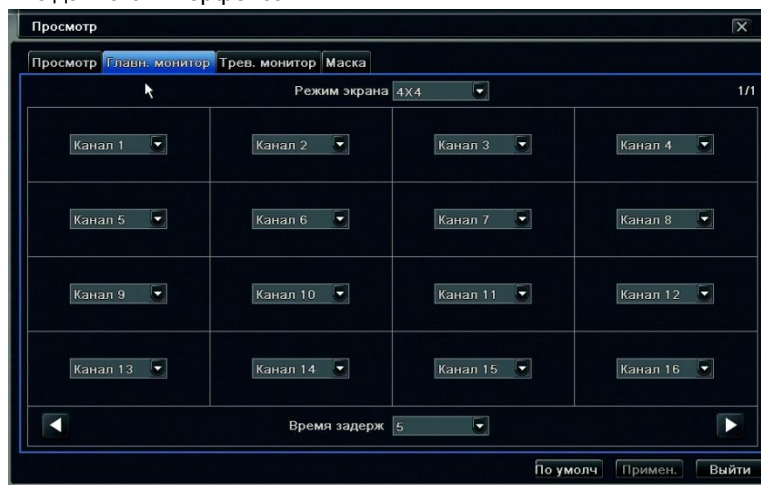 Просмотр
Просмотр Главн. монитор Трев. монитор Маска
Режим экрана 4X4 1/1
Канал 1 Канал 2 Канал 3 Канал 4
Канал 5 Канал 6 Канал 7 Канал 8
Канал 9 Канал 10 Канал 11 Канал 12
Канал 13 Канал 14 Канал 15 Канал 16
Время задерж 5
По умолч Примен. Выйти